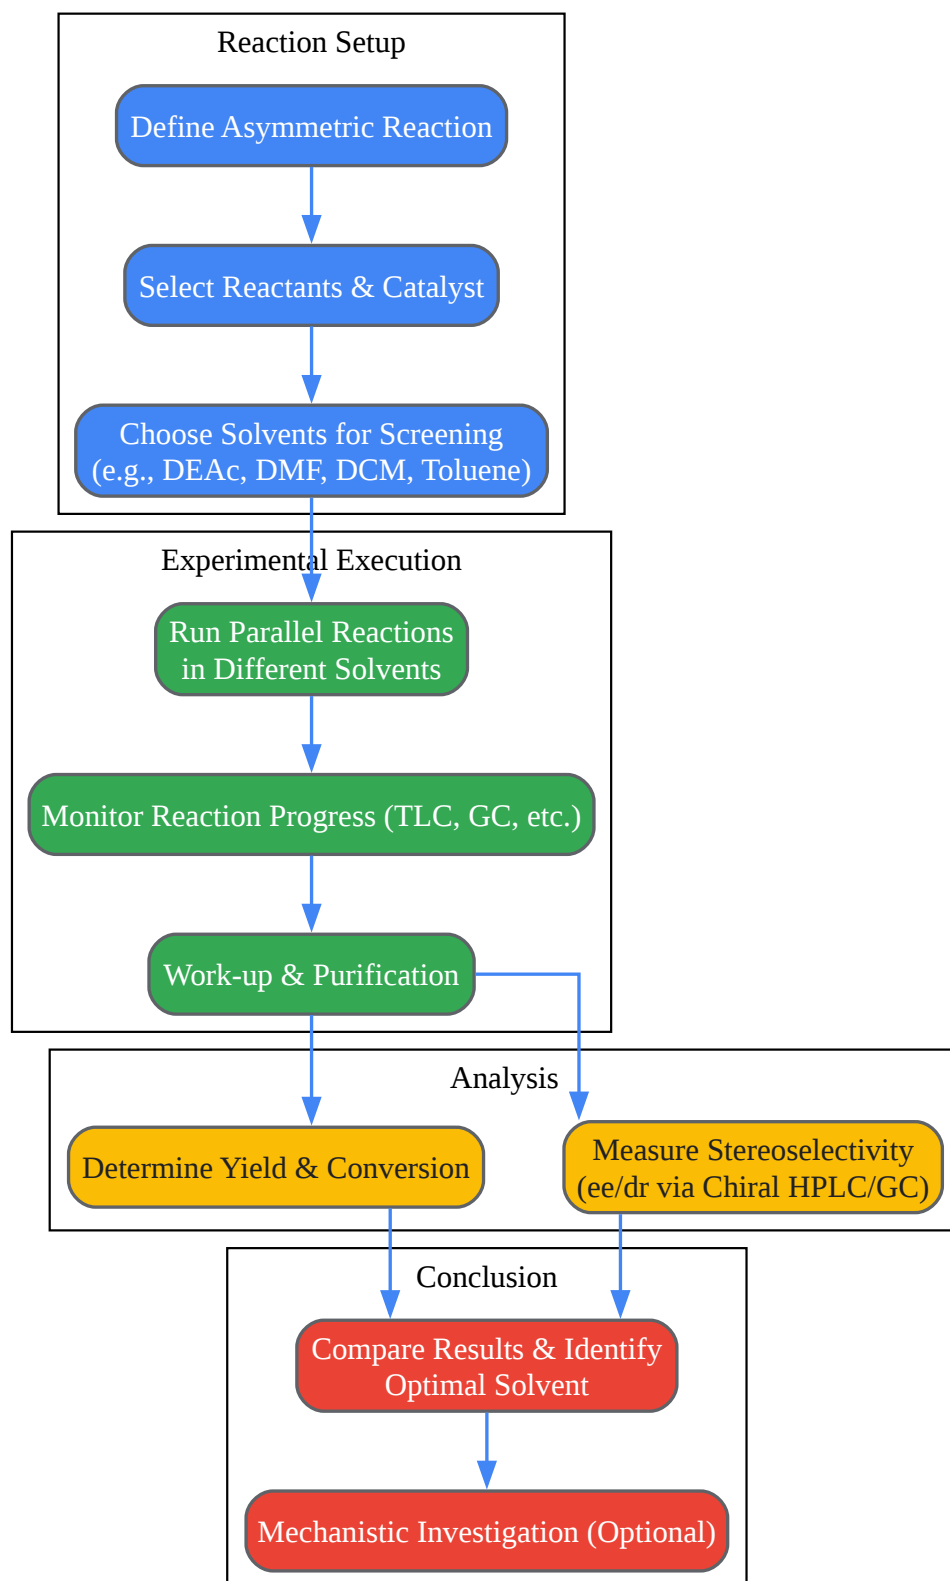 Reaction Setup
Define Asymmetric Reaction
Select Reactants & Catalyst
Choose Solvents for Screening
(e.g., DEAc, DMF, DCM, Toluene)
Experimental Execution
Run Parallel Reactions
in Different Solvents
Monitor Reaction Progress (TLC, GC, etc.)
Work-up & Purification
Analysis
Determine Yield & Conversion
Measure Stereoselectivity
(ee/dr via Chiral HPLC/GC)
Conclusion
Compare Results & Identify
Optimal Solvent
Mechanistic Investigation (Optional)